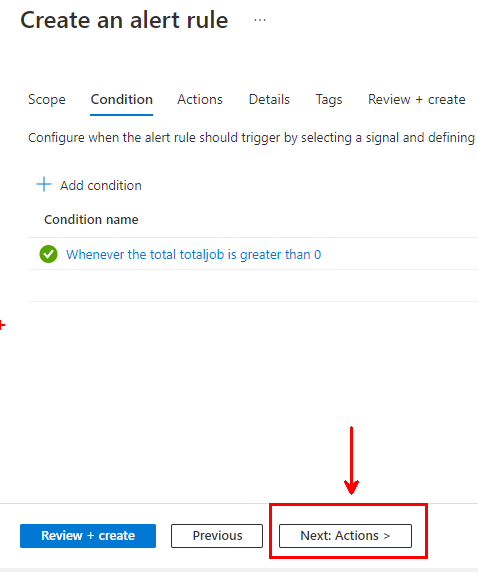 Create an alert rule ...
Scope Condition Actions Details Tags Review + create
Configure when the alert rule should trigger by selecting a signal and defining
+ Add condition
Condition name
Whenever the total totaljob is greater than 0
Review + create Previous Next: Actions >